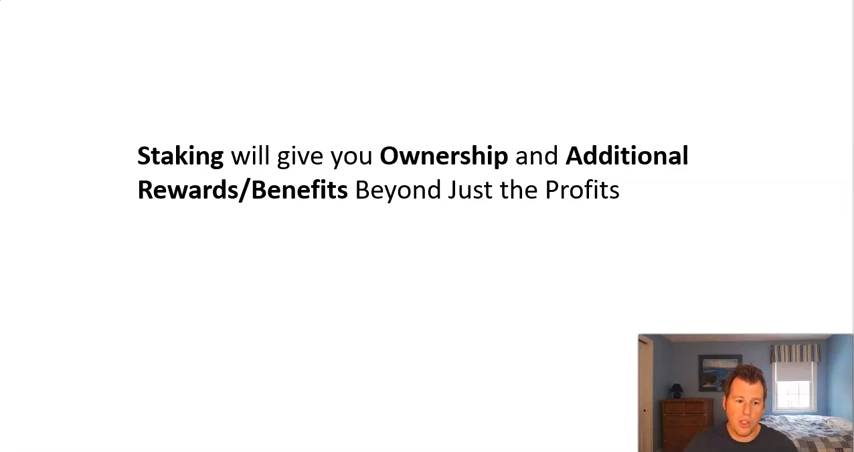 Staking will give you Ownership and Additional
Rewards/Benefits Beyond Just the Profits